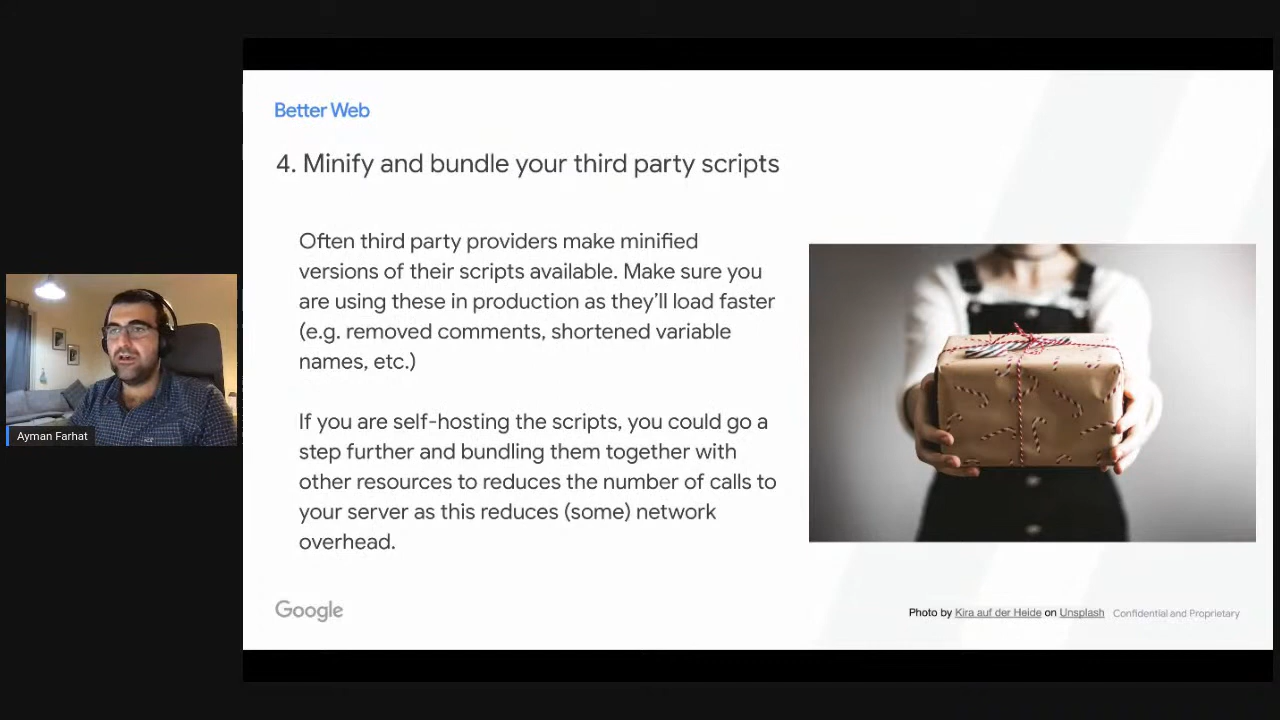 Better Web
4. Minify and bundle your third party scripts
Often third party providers make minified
versions of their scripts available. Make sure you
are using these in production as they’ll load faster
(e.g. removed comments, shortened variable
names, etc.)
If you are self-hosting the scripts, you could go a
step further and bundling them together with
other resources to reduces the number of calls to
your server as this reduces (some) network
overhead.
Ayman Farhat
Google
Photo by Kira auf der Heide on Unsplash
Confidential and Proprietary